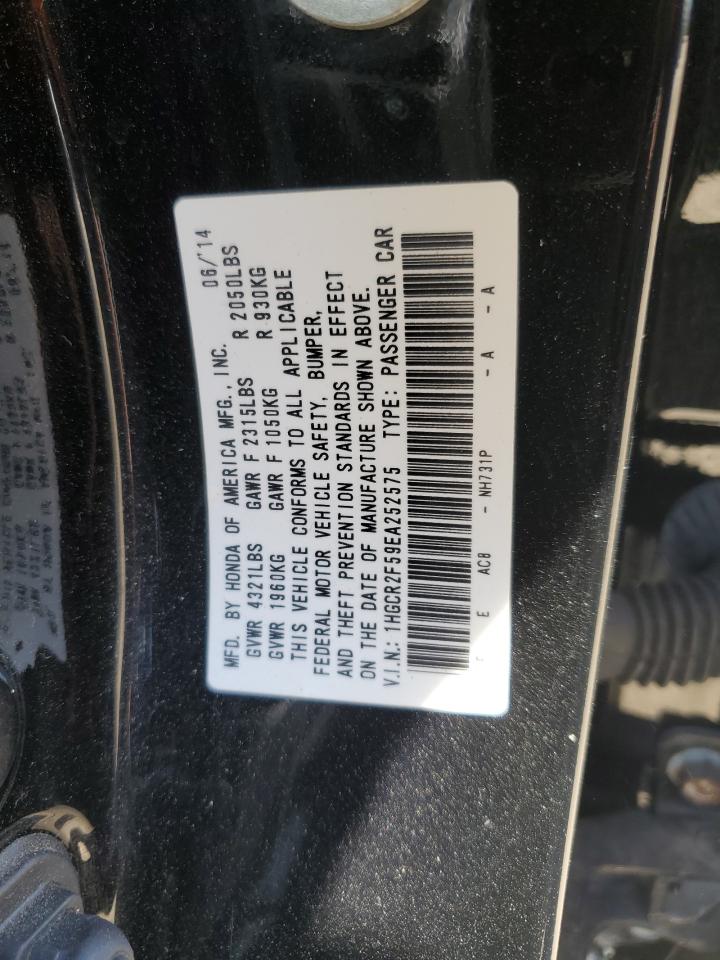 MFD. BY HONDA OF AMERICA MFG., INC. 06/14
GVWR 4321LBS GAWR F 2315LBS R 2050LBS
GVWR 1960KG GAWR F 1050KG R 930KG
THIS VEHICLE CONFORMS TO ALL APPLICABLE
FEDERAL MOTOR VEHICLE SAFETY, BUMPER,
AND THEFT PREVENTION STANDARDS IN EFFECT
ON THE DATE OF MANUFACTURE SHOWN ABOVE.
V.I.N.: 1HGCR2F59EA252575 TYPE: PASSENGER CAR
E AC8 - NH731P - A - A